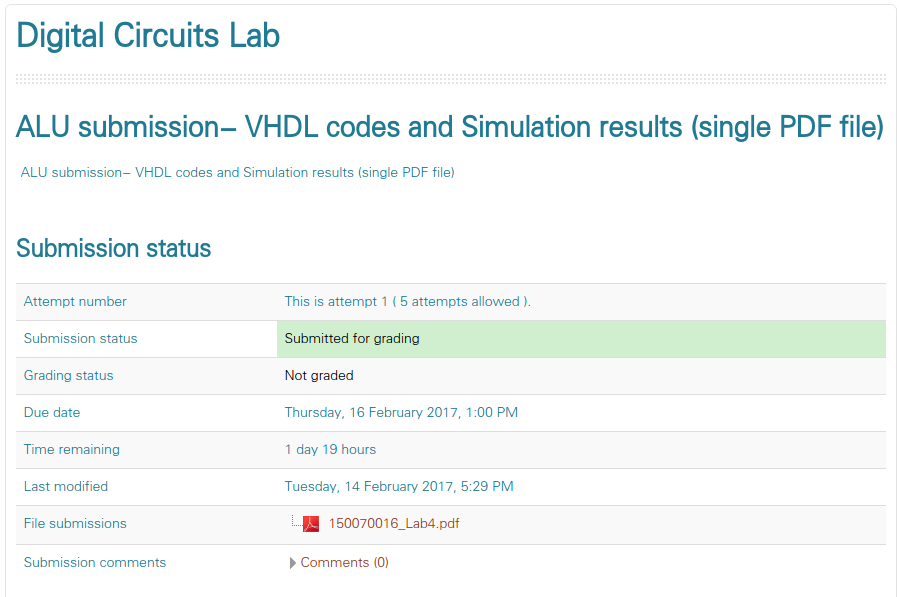 Digital Circuits Lab
ALU submission– VHDL codes and Simulation results (single PDF file)
ALU submission– VHDL codes and Simulation results (single PDF file)
Submission status
Attempt number This is attempt 1 ( 5 attempts allowed ).
Submission status Submitted for grading
Grading status Not graded
Due date Thursday, 16 February 2017, 1:00 PM
Time remaining 1 day 19 hours
Last modified Tuesday, 14 February 2017, 5:29 PM
File submissions 150070016_Lab4.pdf
Submission comments Comments (0)